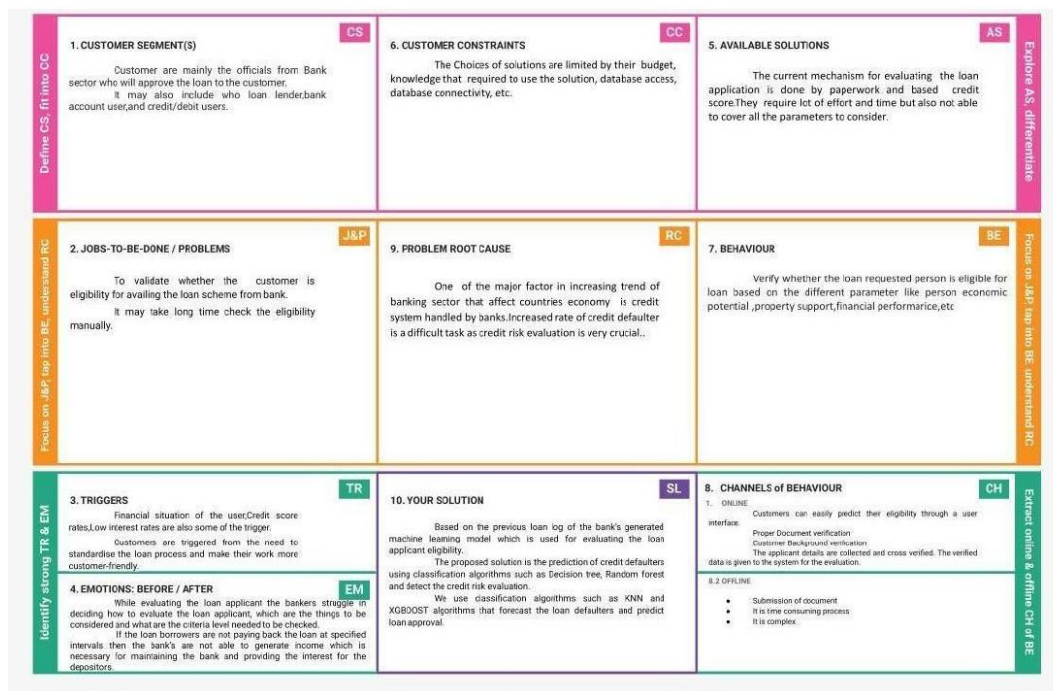 Define CS, fit into CC
CS
1. CUSTOMER SEGMENT(S)
Customer are mainly the officials from Bank
sector who will approve the loan to the customer.
It may also include who loan lender,bank
account user,and credit/debit users.
CC
6. CUSTOMER CONSTRAINTS
The Choices of solutions are limited by their budget,
knowledge that required to use the solution, database access,
database connectivity, etc.
AS
5. AVAILABLE SOLUTIONS
The current mechanism for evaluating the loan
application is done by paperwork and based credit
score.They require lot of effort and time but also not able
to cover all the parameters to consider.
Explore AS, differentiate
Focus on J&P, tap into BE, understand RC
J&P
2. JOBS-TO-BE-DONE / PROBLEMS
To validate whether the customer is
eligibility for availing the loan scheme from bank.
It may take long time check the eligibility
manually.
RC
9. PROBLEM ROOT CAUSE
One of the major factor in increasing trend of
banking sector that affect countries economy is credit
system handled by banks.Increased rate of credit defaulter
is a difficult task as credit risk evaluation is very crucial..
BE
7. BEHAVIOUR
Verify whether the loan requested person is eligible for
loan based on the different parameter like person economic
potential ,property support,financial performance,etc
Focus on J&P, tap into BE, understand RC
Identify strong TR & EM
TR
3. TRIGGERS
Financial situation of the user,Credit score
rates,Low interest rates are also some of the trigger.
Customers are triggered from the need to
standardise the loan process and make their work more
customer-friendly.
EM
4. EMOTIONS: BEFORE / AFTER
While evaluating the loan applicant the bankers struggle in
deciding how to evaluate the loan applicant, which are the things to be
considered and what are the criteria level needed to be checked.
If the loan borrowers are not paying back the loan at specified
intervals then the bank's are not able to generate income which is
necessary for maintaining the bank and providing the interest for the
depositors.
SL
10. YOUR SOLUTION
Based on the previous loan log of the bank's generated
machine learning model which is used for evaluating the loan
applicant eligibility.
The proposed solution is the prediction of credit defaulters
using classification algorithms such as Decision tree, Random forest
and detect the credit risk evaluation.
We use classification algorithms such as KNN and
XGBOOST algorithms that forecast the loan defaulters and predict
loan approval.
CH
8. CHANNELS of BEHAVIOUR
1. ONLINE
Customers can easily predict their eligibility through a user
interface.
Proper Document verification
Customer Background verification
The applicant details are collected and cross verified. The verified
data is given to the system for the evaluation.
8.2 OFFLINE
• Submission of document
• It is time consuming process
• It is complex
Extract online & offline CH of BE